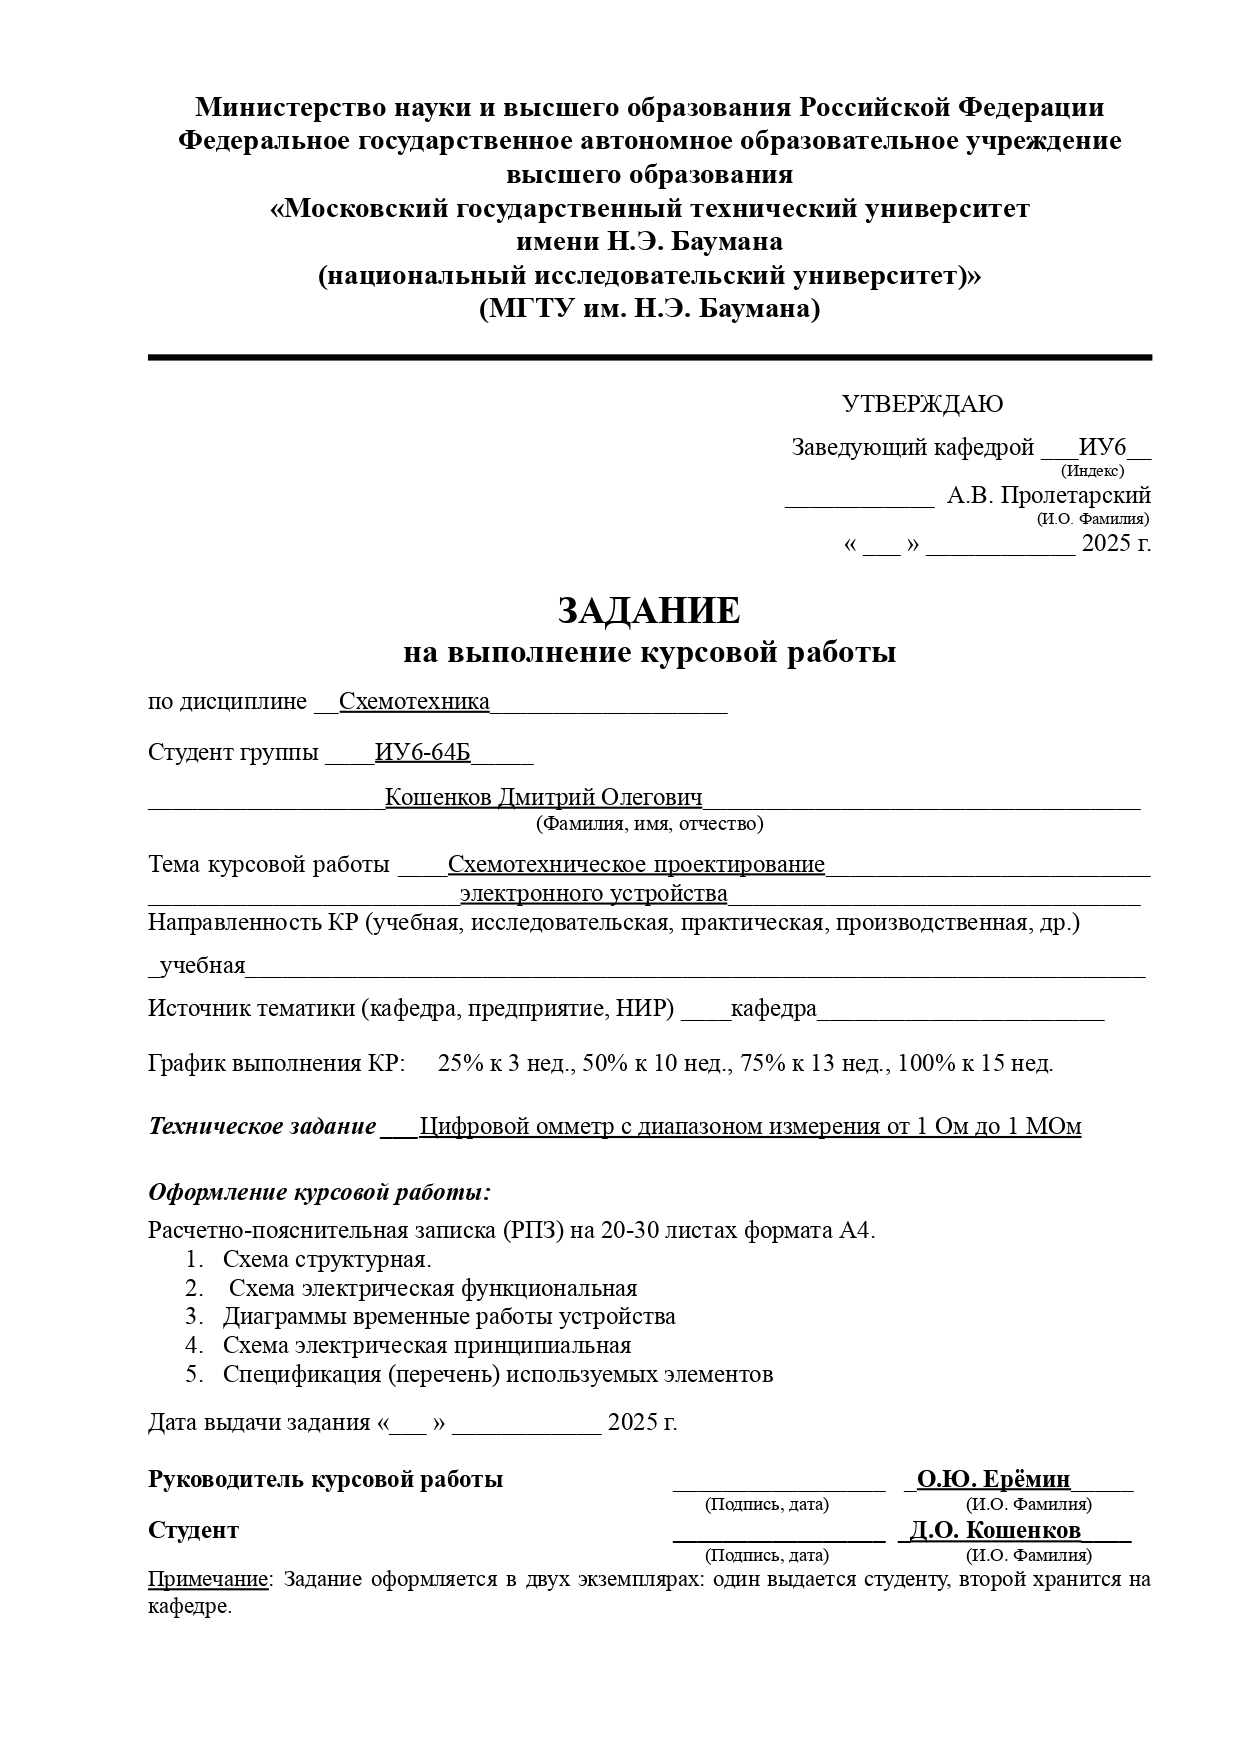 Министерство науки и высшего образования Российской Федерации
Федеральное государственное автономное образовательное учреждение
высшего образования
«Московский государственный технический университет
имени Н.Э. Баумана
(национальный исследовательский университет)»
(МГТУ им. Н.Э. Баумана)
УТВЕРЖДАЮ
Заведующий кафедрой ___ИУ6__
(Индекс)
____________ А.В. Пролетарский
(И.О. Фамилия)
« ___ » ____________ 2025 г.
ЗАДАНИЕ
на выполнение курсовой работы
по дисциплине __Схемотехника___________________
Студент группы ____ИУ6-64Б_____
___________________Кошенков Дмитрий Олегович___________________________________
(Фамилия, имя, отчество)
Тема курсовой работы ____Схемотехническое проектирование__________________________
_________________________электронного устройства_________________________________
Направленность КР (учебная, исследовательская, практическая, производственная, др.)
_учебная________________________________________________________________________
Источник тематики (кафедра, предприятие, НИР) ____кафедра_______________________
График выполнения КР: 25% к 3 нед., 50% к 10 нед., 75% к 13 нед., 100% к 15 нед.
Техническое задание ___Цифровой омметр с диапазоном измерения от 1 Ом до 1 МОм
Оформление курсовой работы:
Расчетно-пояснительная записка (РПЗ) на 20-30 листах формата А4.
1. Схема структурная.
2. Схема электрическая функциональная
3. Диаграммы временные работы устройства
4. Схема электрическая принципиальная
5. Спецификация (перечень) используемых элементов
Дата выдачи задания «___ » ____________ 2025 г.
Руководитель курсовой работы _________________ _О.Ю. Ерёмин_____
(Подпись, дата) (И.О. Фамилия)
Студент _________________ _Д.О. Кошенков____
(Подпись, дата) (И.О. Фамилия)
Примечание: Задание оформляется в двух экземплярах: один выдается студенту, второй хранится на
кафедре.